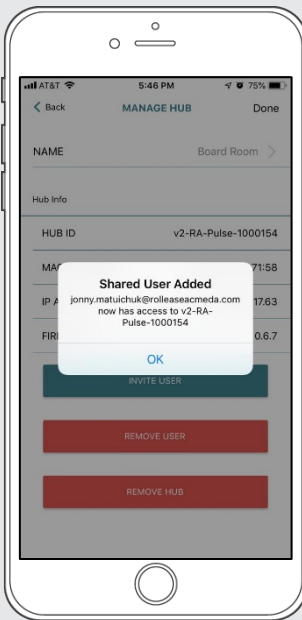 AT&T 5:46 PM 75%
Back MANAGE HUB Done
NAME Board Room
Hub Info
HUB ID v2-RA-Pulse-1000154
MA 71:58
IP A 17.63
FIR 0.6.7
Shared User Added
jonny.matuichuk@rolleaseacmeda.com
now has access to v2-RA-
Pulse-1000154
OK
INVITE USER
REMOVE USER
REMOVE HUB